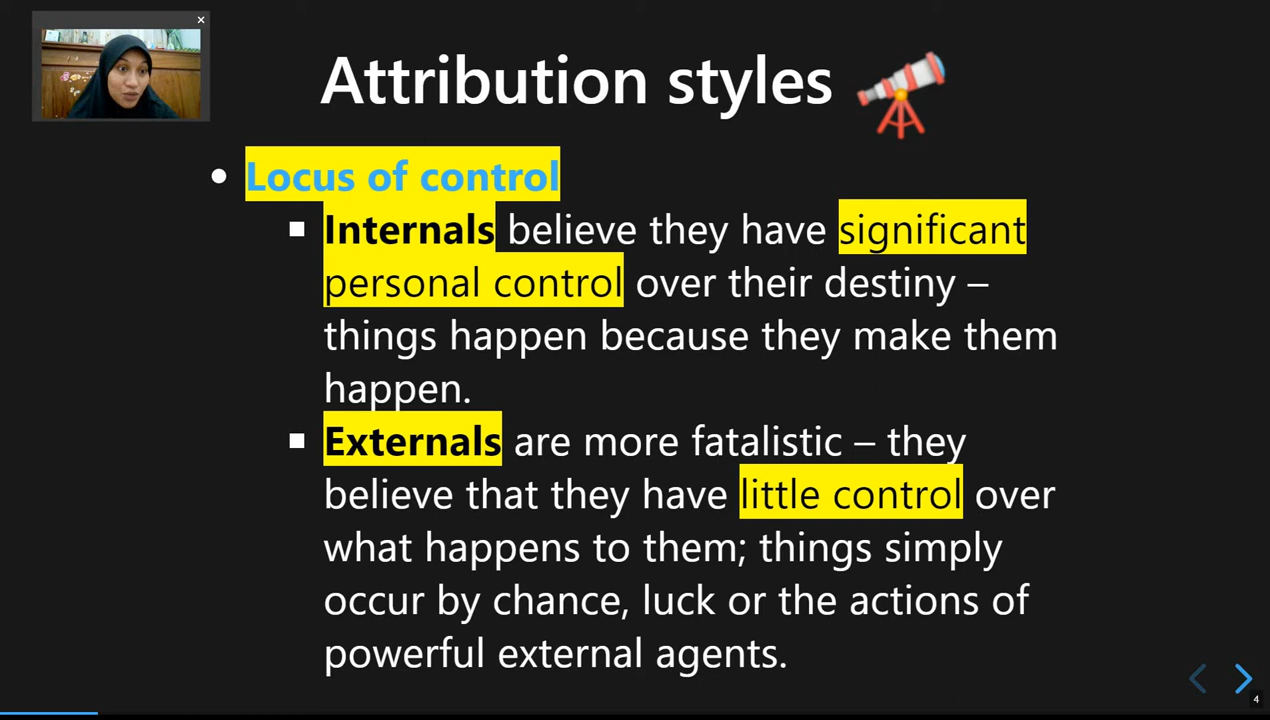 Attribution styles
• Locus of control
▪ Internals believe they have significant
personal control over their destiny –
things happen because they make them
happen.
▪ Externals are more fatalistic – they
believe that they have little control over
what happens to them; things simply
occur by chance, luck or the actions of
powerful external agents.
4